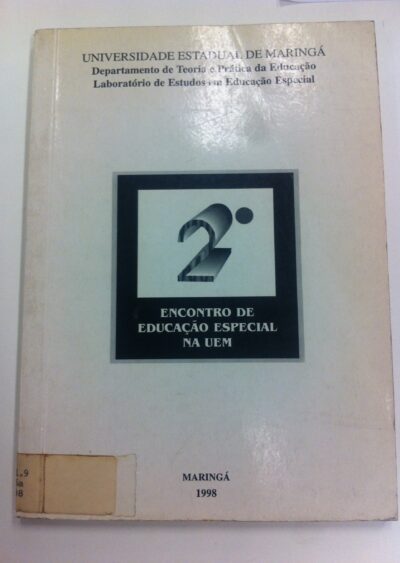 UNIVERSIDADE ESTADUAL DE MARINGÁ
Departamento de Teoria e Prática da Educação
Laboratório de Estudos em Educação Especial
2º
ENCONTRO DE
EDUCAÇÃO ESPECIAL
NA UEM
MARINGÁ
1998